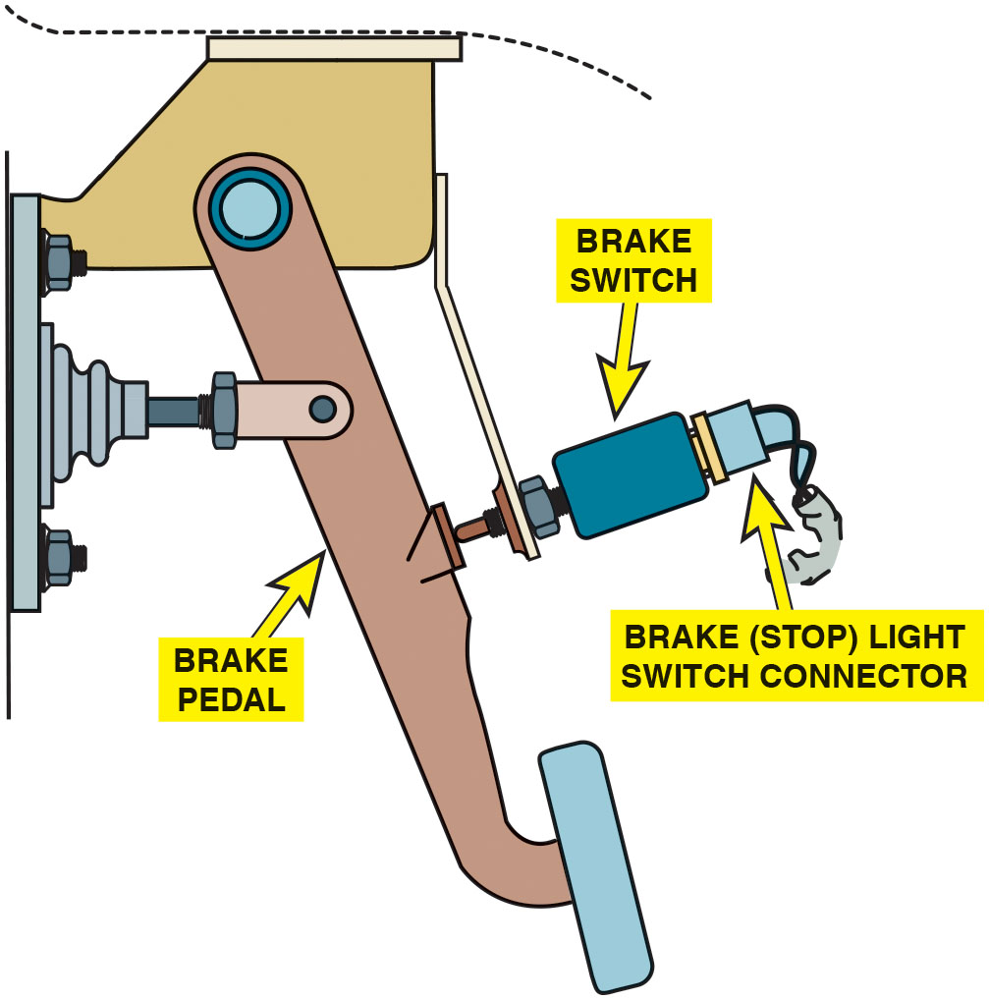 BRAKE
SWITCH
BRAKE
PEDAL
BRAKE (STOP) LIGHT
SWITCH CONNECTOR